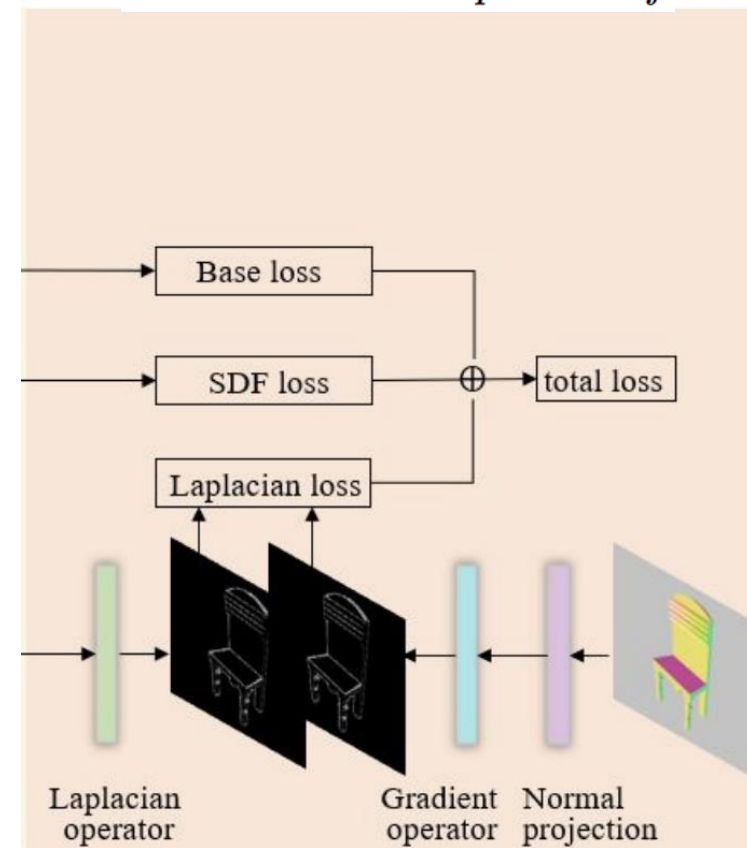 Base loss
SDF loss
total loss
Laplacian loss
Laplacian
operator
Gradient
operator
Normal
projection